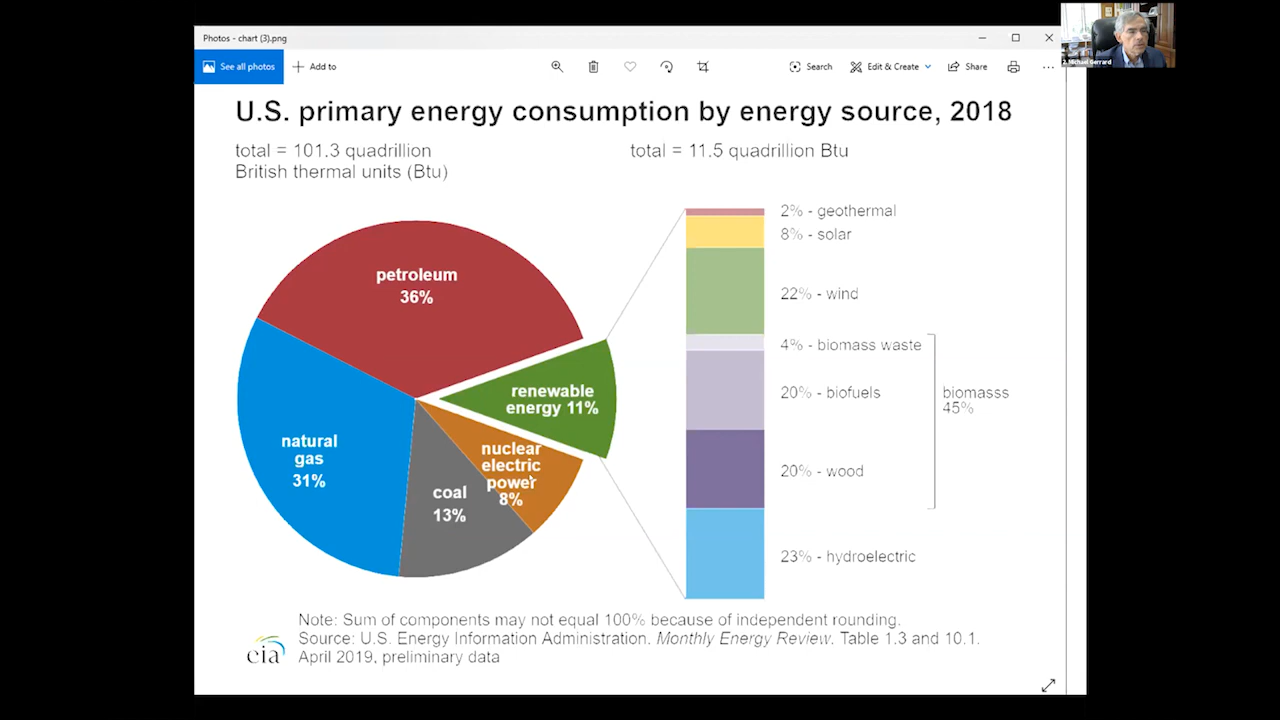 Photos - chart (3).png
See all photos
Add to
Search
Edit & Create
Share
2. Michael Gerrard
U.S. primary energy consumption by energy source, 2018
total = 101.3 quadrillion
British thermal units (Btu)
total = 11.5 quadrillion Btu
petroleum
36%
renewable
energy 11%
natural
gas
31%
nuclear
electric
power
8%
coal
13%
2% - geothermal
8% - solar
22% - wind
4% - biomass waste
20% - biofuels
20% - wood
23% - hydroelectric
biomasss
45%
Note: Sum of components may not equal 100% because of independent rounding.
Source: U.S. Energy Information Administration. Monthly Energy Review. Table 1.3 and 10.1.
April 2019, preliminary data
eia